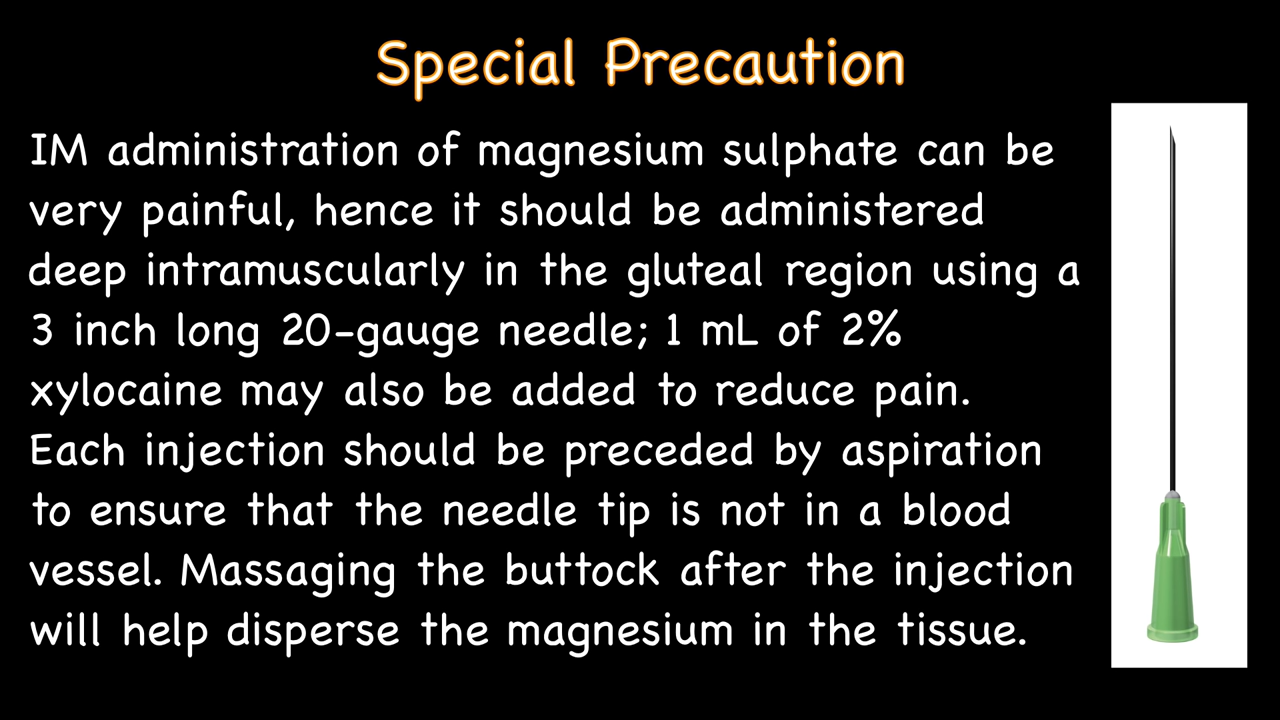 Special Precaution
IM administration of magnesium sulphate can be
very painful, hence it should be administered
deep intramuscularly in the gluteal region using a
3 inch long 20-gauge needle; 1 mL of 2%
xylocaine may also be added to reduce pain.
Each injection should be preceded by aspiration
to ensure that the needle tip is not in a blood
vessel. Massaging the buttock after the injection
will help disperse the magnesium in the tissue.